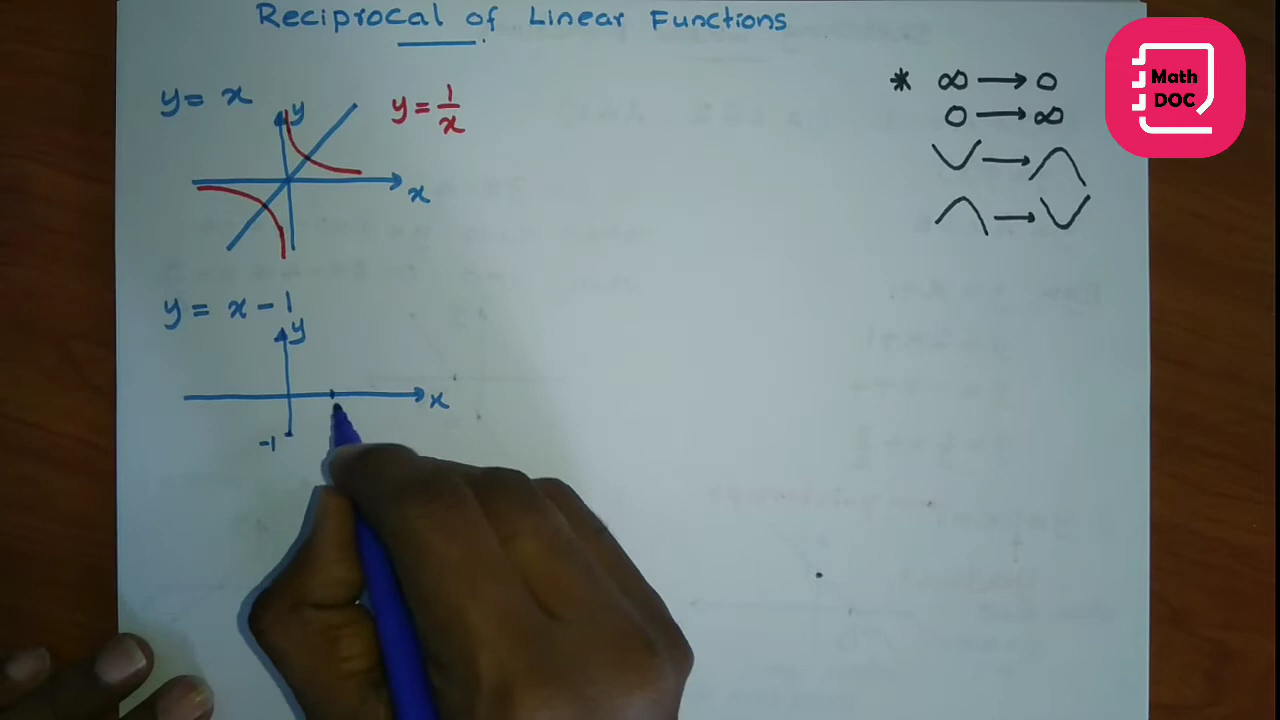 Reciprocal of Linear Functions
y = x
y
y = 1/x
x
y = x - 1
y
x
-1
* ∞ → 0
0 → ∞
Math
DOC